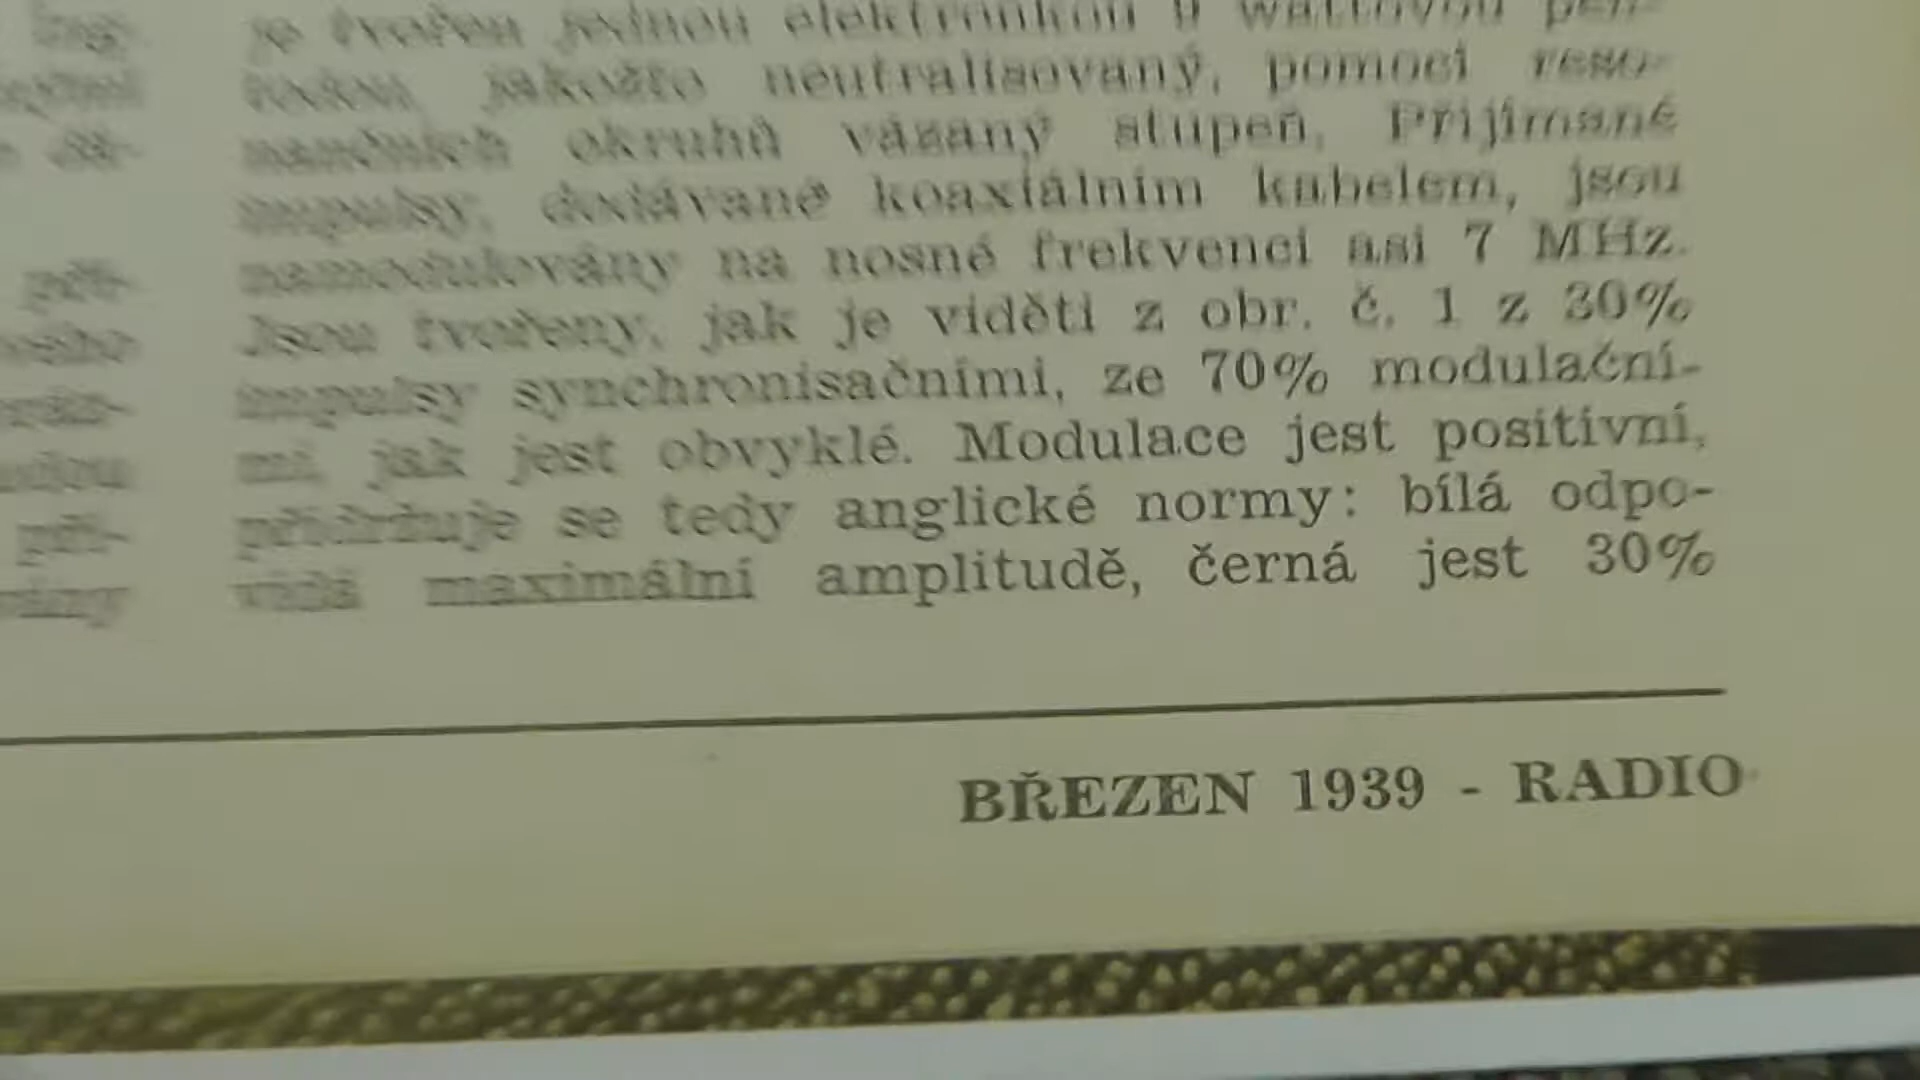 je tvořen jedinou elektronkou 9 wattovou pen-
jakožto neutralisovaný, pomocí reso-
nančních okruhů vázaný stupeň. Přijímané
impulsy, dodávané koaxiálním kabelem, jsou
namodulovány na nosné frekvenci asi 7 MHz.
Jsou tvořeny, jak je viděti z obr. č. 1 z 30%
impulsy synchronisačními, ze 70% modulační-
mi, jak jest obvyklé. Modulace jest positivní,
přidržuje se tedy anglické normy: bílá odpo-
vídá maximální amplitudě, černá jest 30%
BŘEZEN 1939 - RADIO